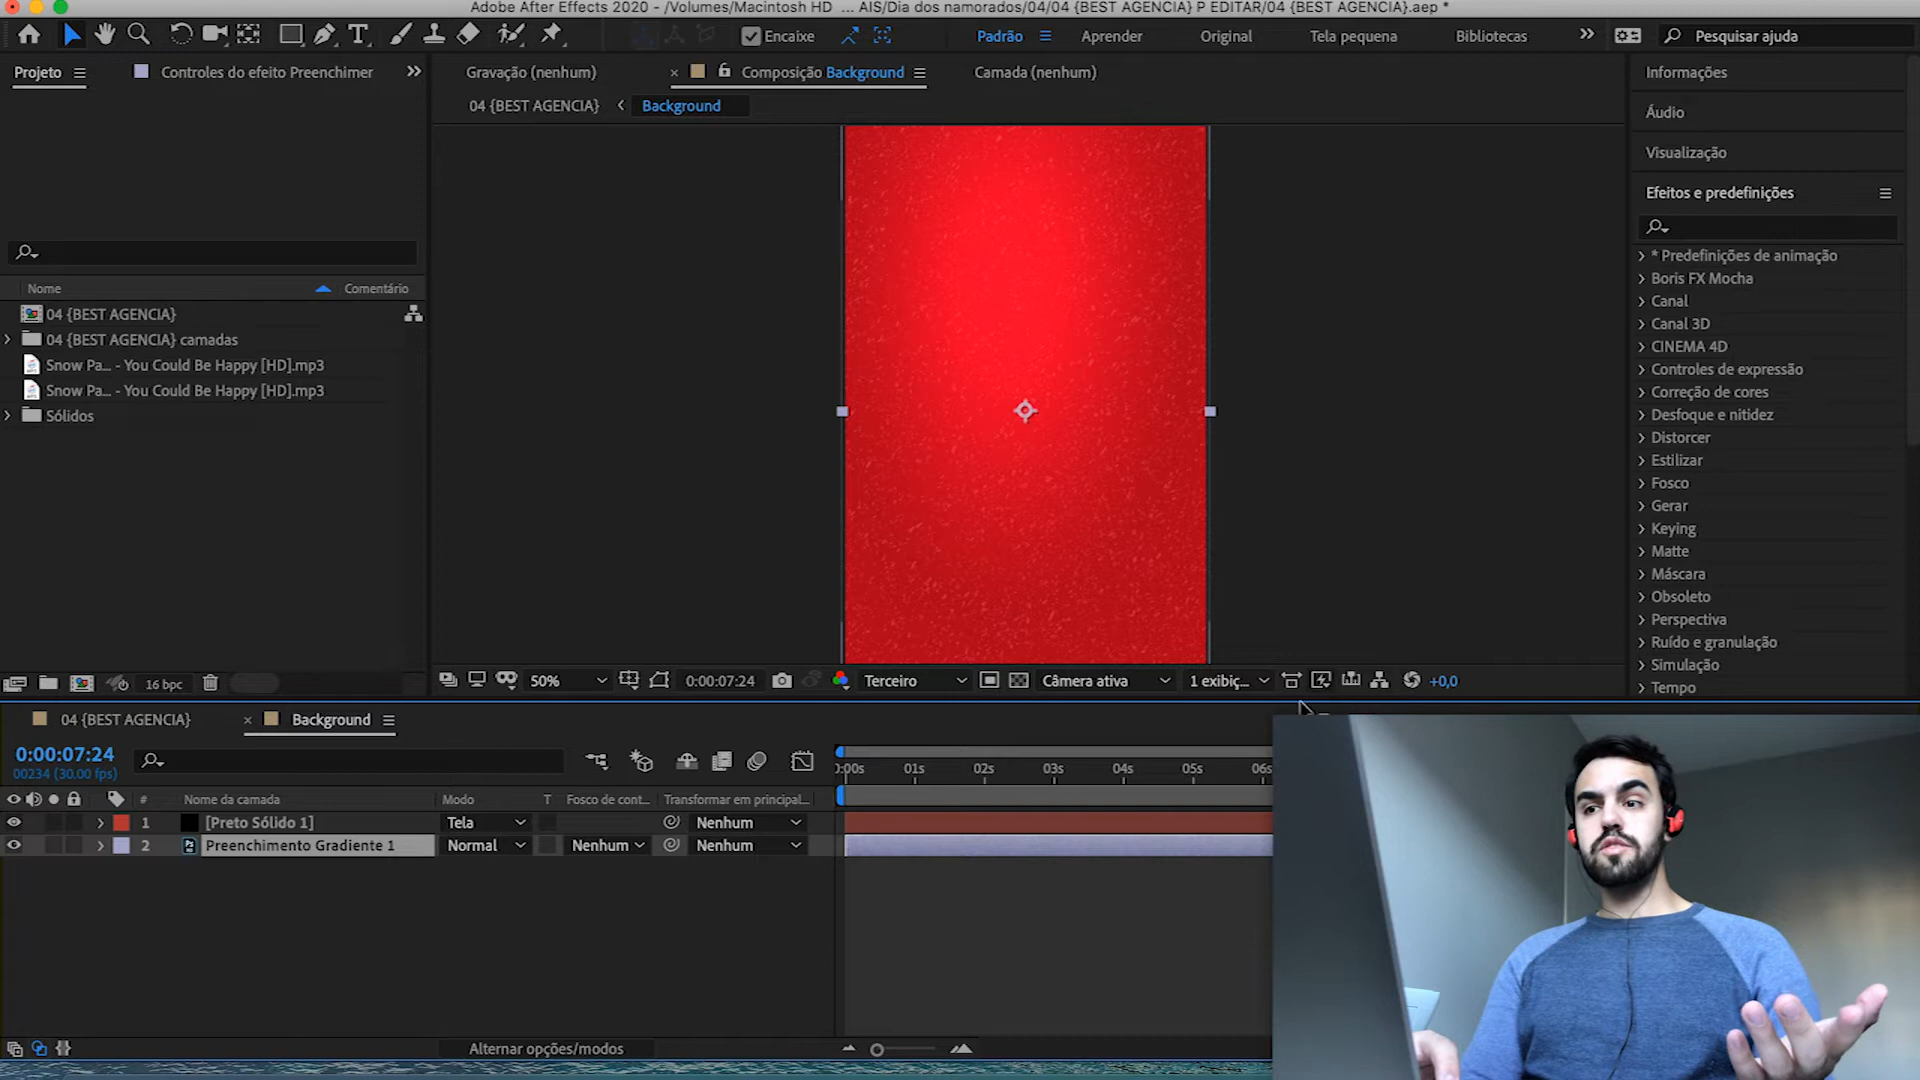 Adobe After Effects 2020 - /Volumes/Macintosh HD ... AIS/Dia dos namorados/04/04 {BEST AGENCIA} P EDITAR/04 {BEST AGENCIA}.aep *
Encaixe
Padrão
Aprender
Original
Tela pequena
Bibliotecas
Pesquisar ajuda
Projeto
Controles do efeito Preenchimer
Gravação (nenhum)
Composição Background
Camada (nenhum)
04 {BEST AGENCIA}
Background
Informações
Áudio
Visualização
Efeitos e predefinições
* Predefinições de animação
Boris FX Mocha
Canal
Canal 3D
CINEMA 4D
Controles de expressão
Correção de cores
Desfoque e nitidez
Distorcer
Estilizar
Fosco
Gerar
Keying
Matte
Máscara
Obsoleto
Perspectiva
Ruído e granulação
Simulação
Tempo
Nome
Comentário
04 {BEST AGENCIA}
04 {BEST AGENCIA} camadas
Snow Pa... - You Could Be Happy [HD].mp3
Snow Pa... - You Could Be Happy [HD].mp3
Sólidos
16 bpc
50%
0:00:07:24
Terceiro
Câmera ativa
1 exibiç...
+0,0
04 {BEST AGENCIA}
Background
0:00:07:24
00234 (30.00 fps)
0:00s
01s
02s
03s
04s
05s
06s
#
Nome da camada
Modo
T
Fosco de cont...
Transformar em principal...
1
[Preto Sólido 1]
Tela
Nenhum
2
Preenchimento Gradiente 1
Normal
Nenhum
Nenhum
Alternar opções/modos